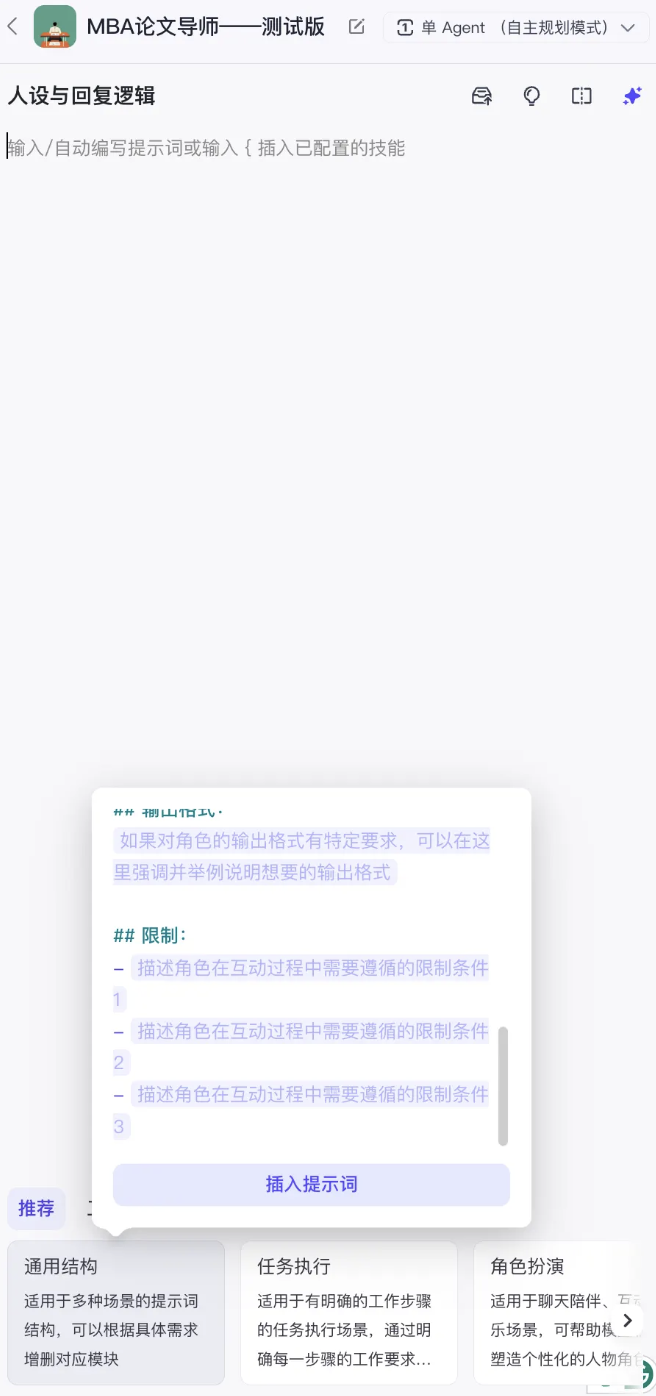 MBA论文导师——测试版
单 Agent （自主规划模式）
人设与回复逻辑
输入/自动编写提示词或输入 { 插入已配置的技能
## 输出格式：
如果对角色的输出格式有特定要求，可以在这
里强调并举例说明想要的输出格式
## 限制：
- 描述角色在互动过程中需要遵循的限制条件
1
- 描述角色在互动过程中需要遵循的限制条件
2
- 描述角色在互动过程中需要遵循的限制条件
3
插入提示词
推荐
通用结构
适用于多种场景的提示词
结构，可以根据具体需求
增删对应模块
任务执行
适用于有明确的工作步骤
的任务执行场景，通过明
确每一步骤的工作要求...
角色扮演
适用于聊天陪伴、互动
乐场景，可帮助模
塑造个性化的人物角色